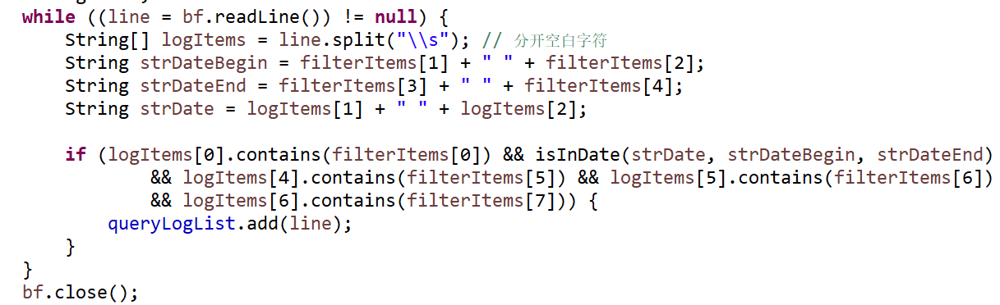 while ((line = bf.readLine()) != null) {
String[] logItems = line.split("\\s"); // 分开空白字符
String strDateBegin = filterItems[1] + " " + filterItems[2];
String strDateEnd = filterItems[3] + " " + filterItems[4];
String strDate = logItems[1] + " " + logItems[2];
if (logItems[0].contains(filterItems[0]) && isInDate(strDate, strDateBegin, strDateEnd)
&& logItems[4].contains(filterItems[5]) && logItems[5].contains(filterItems[6])
&& logItems[6].contains(filterItems[7])) {
queryLogList.add(line);
}
}
bf.close();